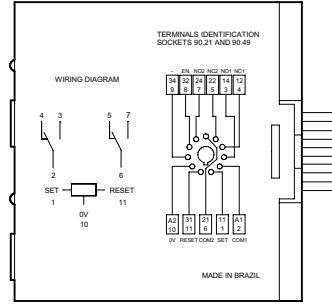 TERMINALS IDENTIFICATION
SOCKETS 90.21 AND 90.49
WIRING DIAGRAM
- EN. NO2 NC2 NO1 NC1
34 32 24 22 14 12
9 8 7 5 3 4
4 3 5 7
2 6
SET RESET
1 11
0V
10
A2 31 21 11 A1
10 11 6 1 2
0V RESET COM2 SET COM1
MADE IN BRAZIL